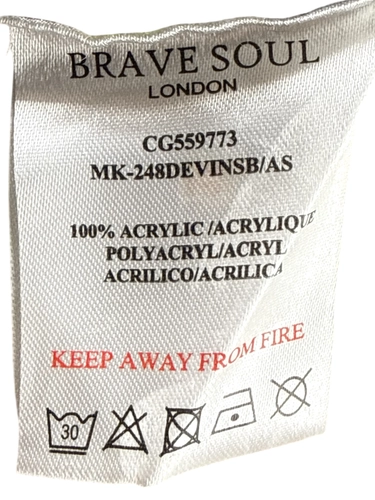 BRAVE SOUL
LONDON
CG559773
MK-248DEVINSB/AS
100% ACRYLIC /ACRYLIQUE
POLYACRYL/ACRYL
ACRILICO/ACRILICA
KEEP AWAY FROM FIRE
30